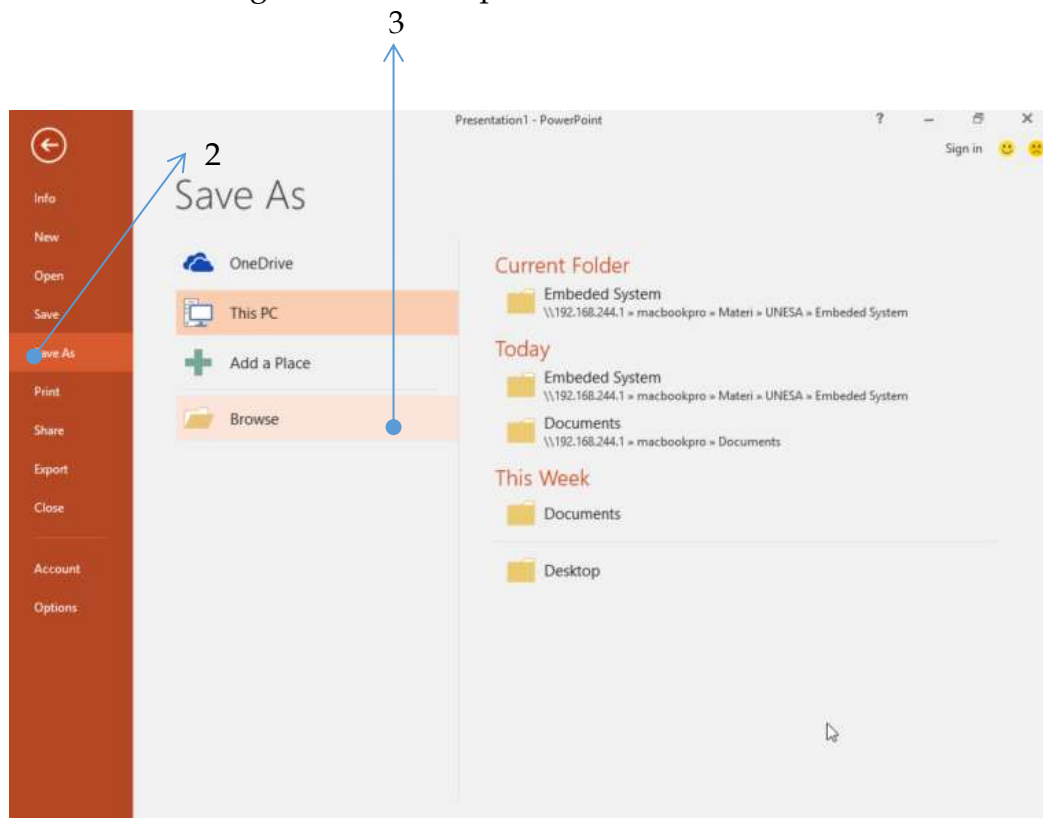 3
Presentation1 - PowerPoint ?
Sign in
2
Save As
Info
New
Open
Save
Save As
Print
Share
Export
Close
Account
Options
OneDrive
This PC
Add a Place
Browse
Current Folder
Embeded System
\\192.168.244.1 » macbookpro » Materi » UNESA » Embeded System
Today
Embeded System
\\192.168.244.1 » macbookpro » Materi » UNESA » Embeded System
Documents
\\192.168.244.1 » macbookpro » Documents
This Week
Documents
Desktop